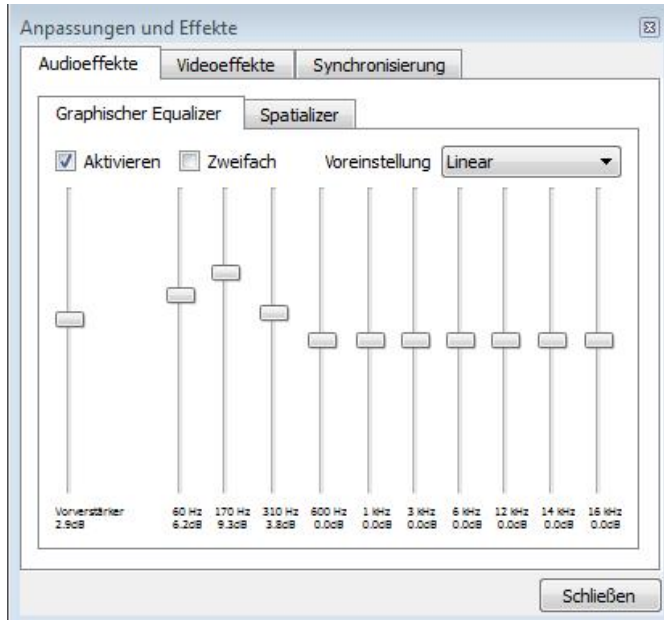 Anpassungen und Effekte
Audioeffekte Videoeffekte Synchronisierung
Graphischer Equalizer Spatializer
Aktivieren Zweifach Voreinstellung Linear
Vorverstärker 60 Hz 170 Hz 310 Hz 600 Hz 1 kHz 3 kHz 6 kHz 12 kHz 14 kHz 16 kHz
2.9dB 6.2dB 9.3dB 3.8dB 0.0dB 0.0dB 0.0dB 0.0dB 0.0dB 0.0dB 0.0dB
Schließen